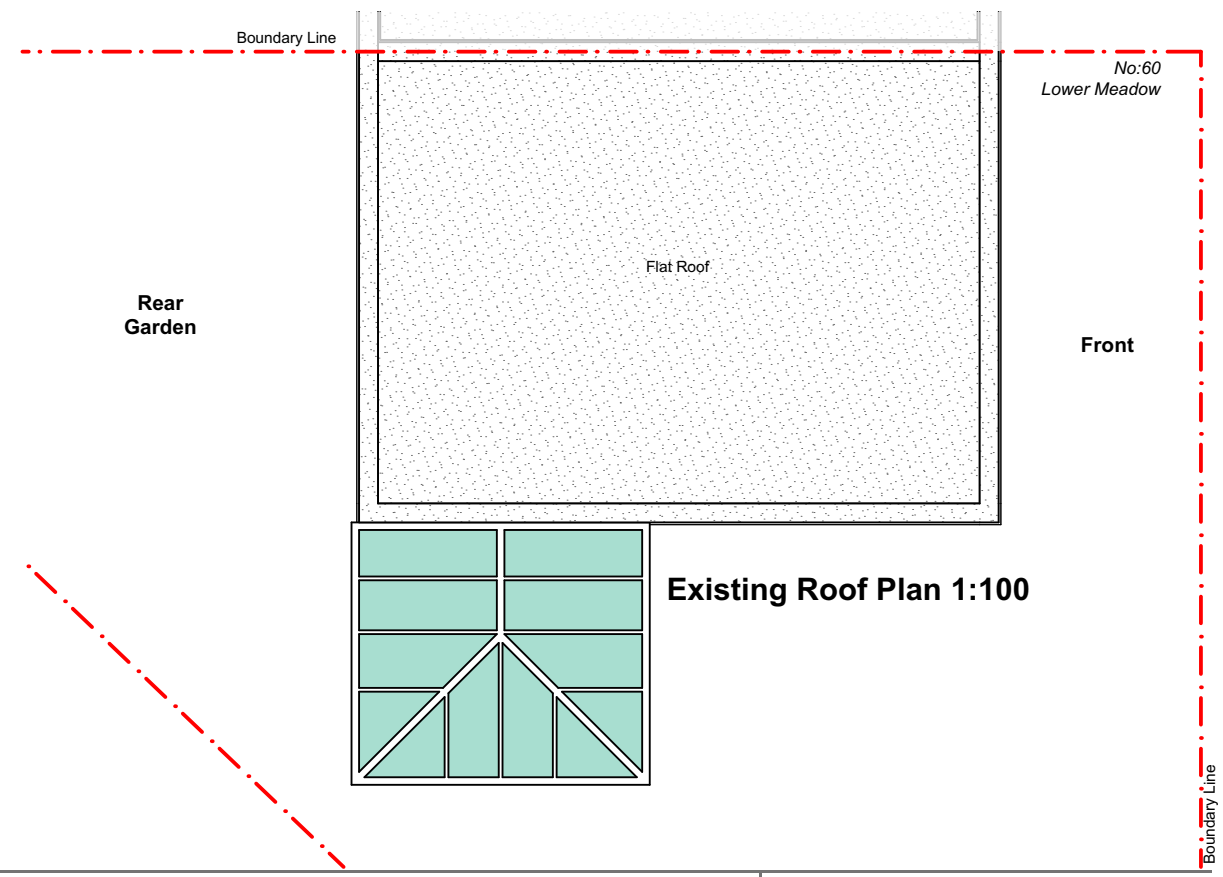 Boundary Line
No:60
Lower Meadow
Flat Roof
Rear
Garden
Front
Existing Roof Plan 1:100
Boundary Line